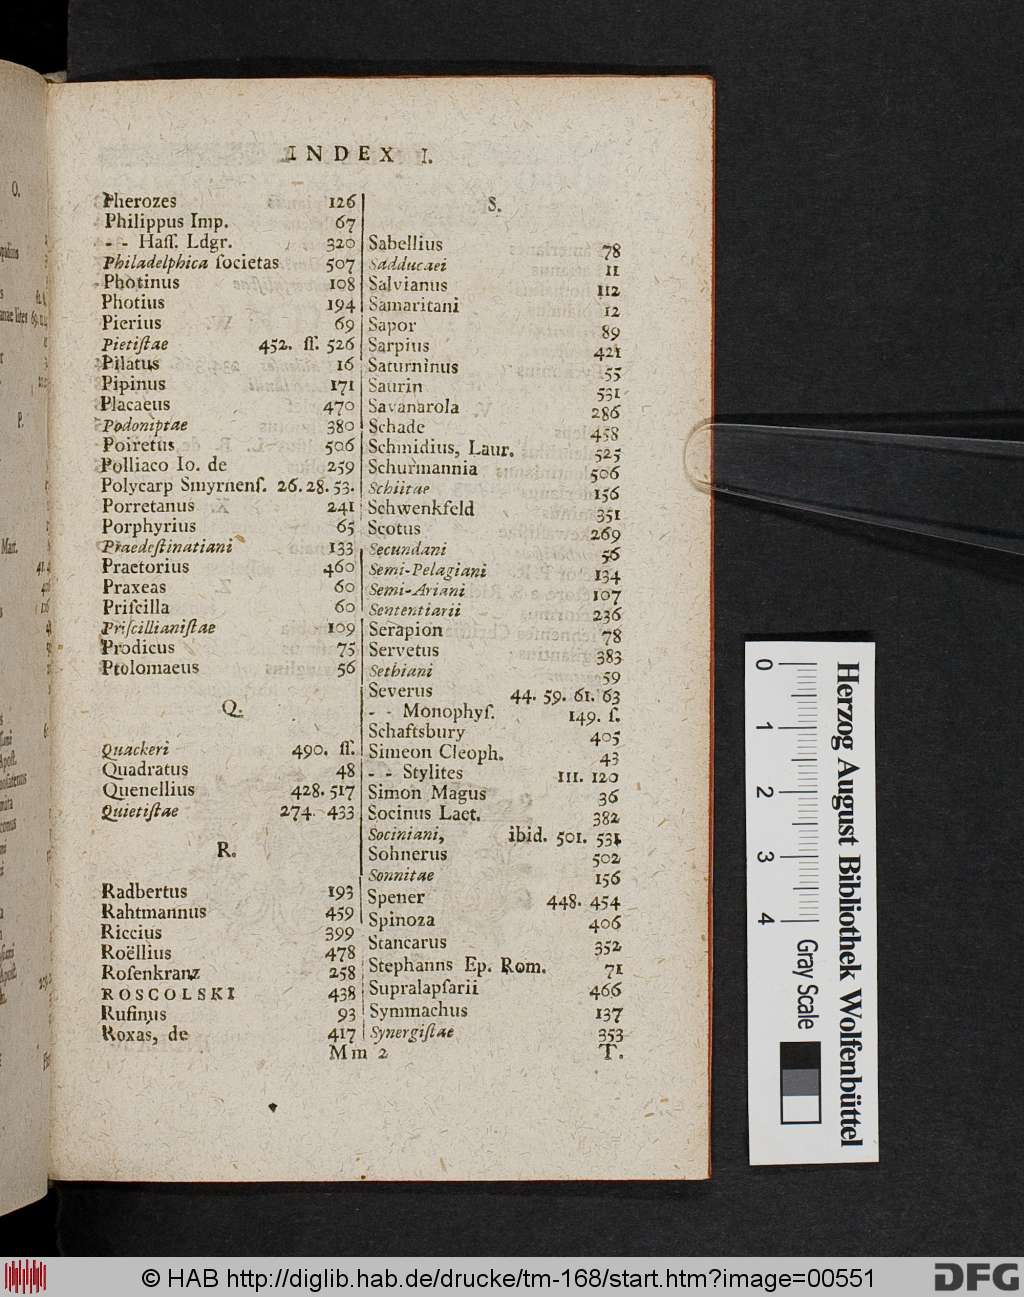 INDEX I.
Pherozes 126
Philippus Imp. 67
- - Haſſ. Ldgr. 320
Philadelphica ſocietas 507
Photinus 108
Photius 194
Pierius 69
Pietiſtae 452. ſſ. 526
Pilatus 16
Pipinus 171
Placaeus 470
Podoniptae 380
Poiretus 506
Polliaco Io. de 259
Polycarp Smyrnenſ. 26. 28. 53.
Porretanus 241
Porphyrius 65
Praedeſtinatiani 133
Praetorius 460
Praxeas 60
Priſcilla 60
Priſcillianiſtae 109
Prodicus 75
Ptolomaeus 56
Q.
Quackeri 490. ſſ.
Quadratus 48
Quenellius 428. 517
Quietiſtae 274. 433
R.
Radbertus 193
Rahtmannus 459
Riccius 399
Roëllius 478
Roſenkranz 258
ROSCOLSKI 438
Rufinus 93
Roxas, de 417
Mm 2
S.
Sabellius 78
Sadducaei 11
Salvianus 112
Samaritani 12
Sapor 89
Sarpius 421
Saturninus 55
Saurin 531
Savanarola 286
Schade 458
Schmidius, Laur. 525
Schurmannia 506
Schiitae 156
Schwenkfeld 351
Scotus 269
Secundani 56
Semi-Pelagiani 134
Semi-Ariani 107
Sententiarii 236
Serapion 78
Servetus 383
Sethiani 59
Severus 44. 59. 61. 63
- - Monophyſ. 149. ſ.
Schaftsbury 405
Simeon Cleoph. 43
- - Stylites 111. 120
Simon Magus 36
Socinus Laet. 382
Sociniani, ibid. 501. 531
Sohnerus 502
Sonnitae 156
Spener 448. 454
Spinoza 406
Stancarus 352
Stephanns Ep. Rom. 71
Supralapſarii 466
Symmachus 137
Synergiſtae 353
T.
Herzog August Bibliothek Wolfenbüttel
0 1 2 3 4 Gray Scale
© HAB http://diglib.hab.de/drucke/tm-168/start.htm?image=00551
DFG